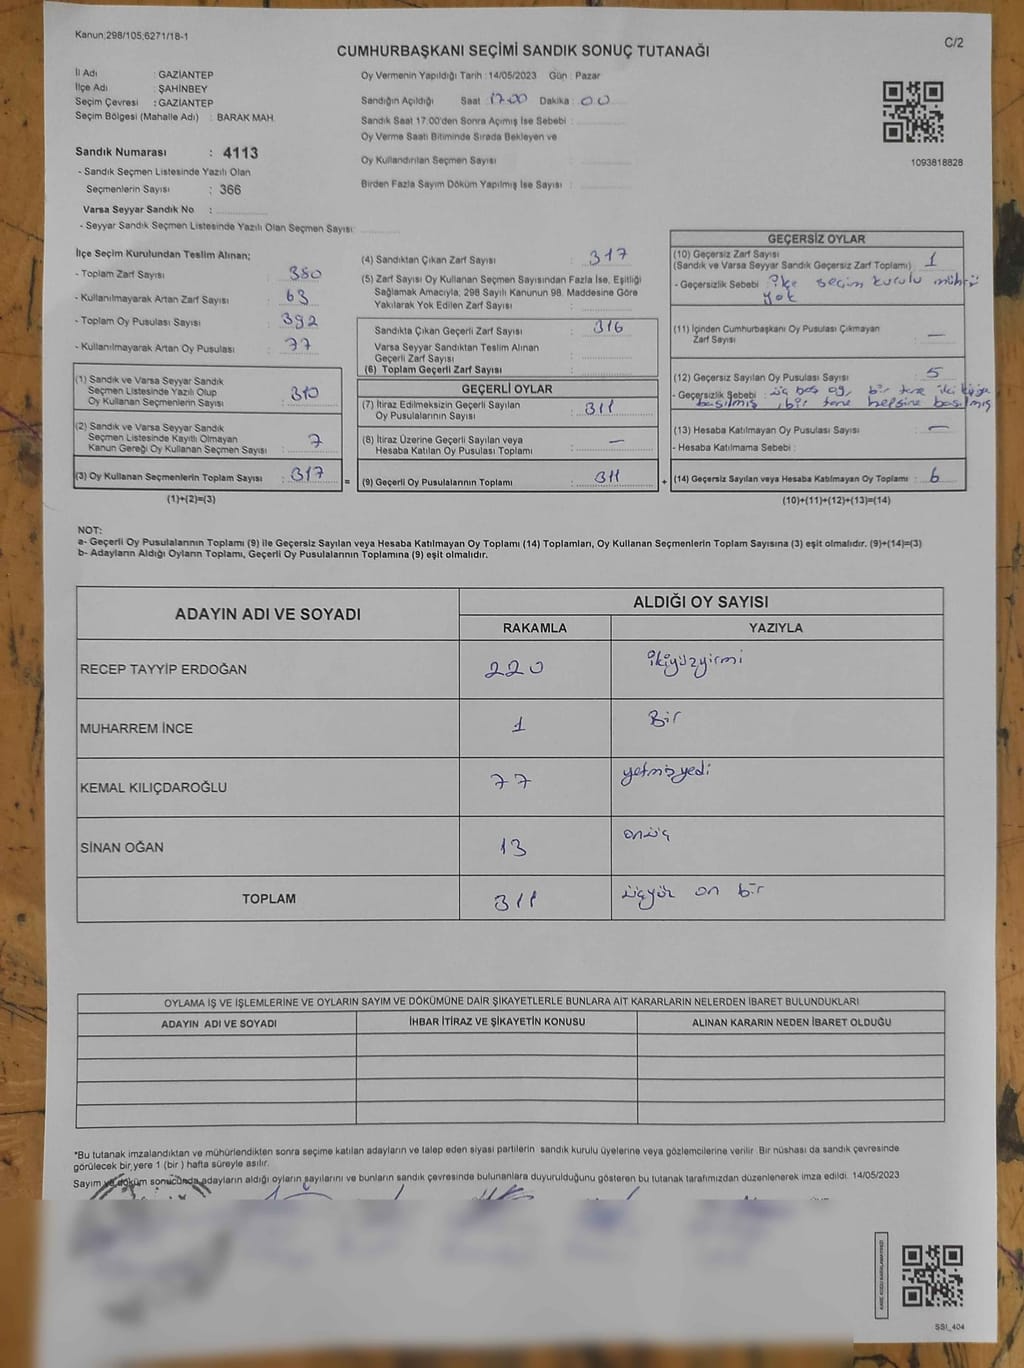 Kanun;298/105,6271/18-1
C/2
CUMHURBAŞKANI SEÇİMİ SANDIK SONUÇ TUTANAĞI
İl Adı : GAZİANTEP
İlçe Adı : ŞAHİNBEY
Seçim Çevresi : GAZİANTEP
Seçim Bölgesi (Mahalle Adı) : BARAK MAH.
Sandık Numarası : 4113
- Sandık Seçmen Listesinde Yazılı Olan
Seçmenlerin Sayısı : 366
Varsa Seyyar Sandık No :
- Seyyar Sandık Seçmen Listesinde Yazılı Olan Seçmen Sayısı:
Oy Vermenin Yapıldığı Tarih : 14/05/2023 Gün : Pazar
Sandığın Açıldığı Saat : 17.00 Dakika : 00
Sandık Saat 17:00'den Sonra Açımış İse Sebebi :
Oy Verme Saati Bitiminde Sırada Bekleyen ve
Oy Kullandırılan Seçmen Sayısı :
Birden Fazla Sayım Döküm Yapılmış İse Sayısı :
1093818828
İlçe Seçim Kurulundan Teslim Alınan;
- Toplam Zarf Sayısı : 380
- Kullanılmayarak Artan Zarf Sayısı : 63
- Toplam Oy Pusulası Sayısı : 392
- Kullanılmayarak Artan Oy Pusulası : 77
(1) Sandık ve Varsa Seyyar Sandık
Seçmen Listesinde Yazılı Olup
Oy Kullanan Seçmenlerin Sayısı : 310
(2) Sandık ve Varsa Seyyar Sandık
Seçmen Listesinde Kayıtlı Olmayan
Kanun Gereği Oy Kullanan Seçmen Sayısı : 7
(3) Oy Kullanan Seçmenlerin Toplam Sayısı : 317
(1)+(2)=(3)
=
(4) Sandıktan Çıkan Zarf Sayısı : 317
(5) Zarf Sayısı Oy Kullanan Seçmen Sayısından Fazla İse, Eşitliği
Sağlamak Amacıyla, 298 Sayılı Kanunun 98. Maddesine Göre
Yakılarak Yok Edilen Zarf Sayısı :
Sandıkta Çıkan Geçerli Zarf Sayısı : 316
Varsa Seyyar Sandıktan Teslim Alınan
Geçerli Zarf Sayısı :
(6) Toplam Geçerli Zarf Sayısı :
GEÇERLİ OYLAR
(7) İtiraz Edilmeksizin Geçerli Sayılan
Oy Pusulalarının Sayısı : 311
(8) İtiraz Üzerine Geçerli Sayılan veya
Hesaba Katılan Oy Pusulası Toplamı : —
(9) Geçerli Oy Pusulalarının Toplamı : 311
+
GEÇERSİZ OYLAR
(10) Geçersiz Zarf Sayısı
(Sandık ve Varsa Seyyar Sandık Geçersiz Zarf Toplamı) : 1
- Geçersizlik Sebebi : ilçe seçim kurulu mührü
yok
(11) İçinden Cumhurbaşkanı Oy Pusulası Çıkmayan
Zarf Sayısı : —
(12) Geçersiz Sayılan Oy Pusulası Sayısı : 5
- Geçersizlik Sebebi : üç boş oy, bir tane iki kişiye
basılmış, bir tane hepsine basılmış
(13) Hesaba Katılmayan Oy Pusulası Sayısı : —
- Hesaba Katılmama Sebebi :
(14) Geçersiz Sayılan veya Hesaba Katılmayan Oy Toplamı : 6
(10)+(11)+(12)+(13)=(14)
NOT:
a- Geçerli Oy Pusulalarının Toplamı (9) ile Geçersiz Sayılan veya Hesaba Katılmayan Oy Toplamı (14) Toplamları, Oy Kullanan Seçmenlerin Toplam Sayısına (3) eşit olmalıdır. (9)+(14)=(3)
b- Adayların Aldığı Oyların Toplamı, Geçerli Oy Pusulalarının Toplamına (9) eşit olmalıdır.
ADAYIN ADI VE SOYADI
ALDIĞI OY SAYISI
RAKAMLA YAZIYLA
RECEP TAYYİP ERDOĞAN 220 ikiyüzyirmi
MUHARREM İNCE 1 Bir
KEMAL KILIÇDAROĞLU 77 yetmişyedi
SİNAN OĞAN 13 onüç
TOPLAM 311 üçyüz on bir
OYLAMA İŞ VE İŞLEMLERİNE VE OYLARIN SAYIM VE DÖKÜMÜNE DAİR ŞİKAYETLERLE BUNLARA AİT KARARLARIN NELERDEN İBARET BULUNDUKLARI
ADAYIN ADI VE SOYADI İHBAR İTİRAZ VE ŞİKAYETİN KONUSU ALINAN KARARIN NEDEN İBARET OLDUĞU
*Bu tutanak imzalandıktan ve mühürlendikten sonra seçime katılan adayların ve talep eden siyasi partilerin sandık kurulu üyelerine veya gözlemcilerine verilir. Bir nüshası da sandık çevresinde
görülecek bir yere 1 (bir) hafta süreyle asılır.
Sayım ve döküm sonucunda adayların aldığı oyların sayılarını ve bunların sandık çevresinde bulunanlara duyurulduğunu gösteren bu tutanak tarafımızdan düzenlenerek imza edildi. 14/05/2023
SSI_404